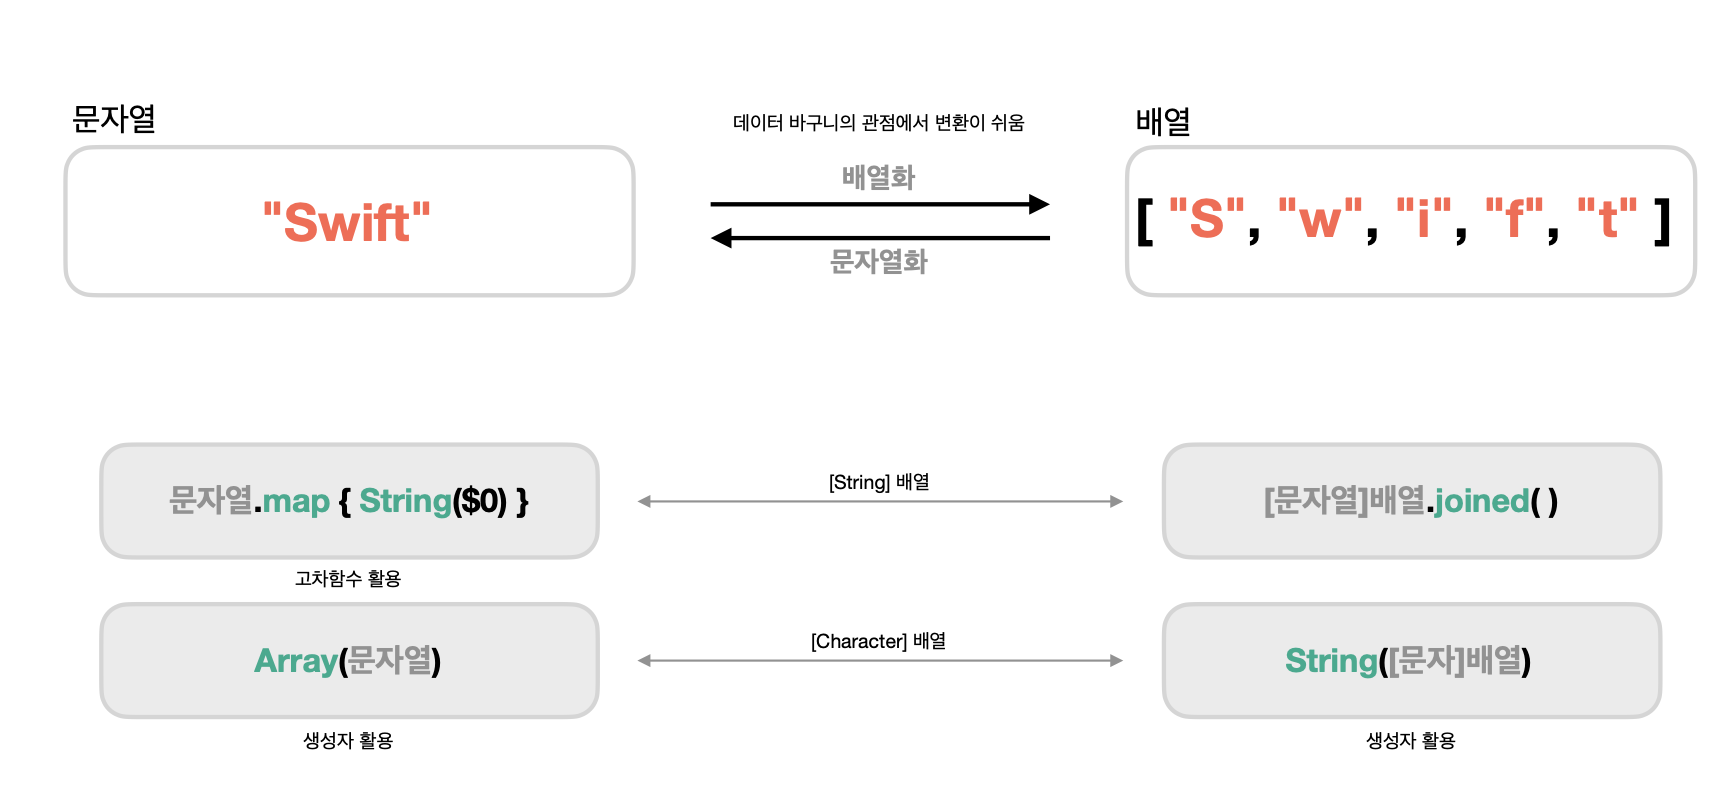 문자열
데이터 바구니의 관점에서 변환이 쉬움
배열
"Swift"
배열화
문자열화
[ "S", "w", "i", "f", "t" ]
문자열.map { String($0) }
[String] 배열
[문자열]배열.joined( )
고차함수 활용
Array(문자열)
[Character] 배열
String([문자]배열)
생성자 활용
생성자 활용